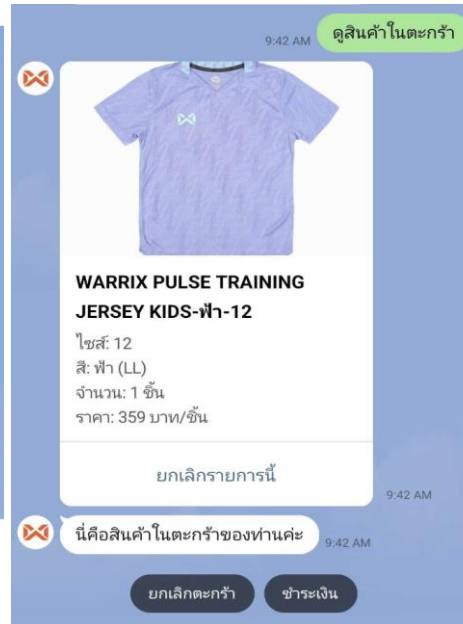 ดูสินค้าในตะกร้า
9:42 AM
WARRIX PULSE TRAINING
JERSEY KIDS-ฟ้า-12
ไซส์: 12
สี: ฟ้า (LL)
จำนวน: 1 ชิ้น
ราคา: 359 บาท/ชิ้น
ยกเลิกรายการนี้
9:42 AM
นี่คือสินค้าในตะกร้าของท่านค่ะ
9:42 AM
ยกเลิกตะกร้า ชำระเงิน